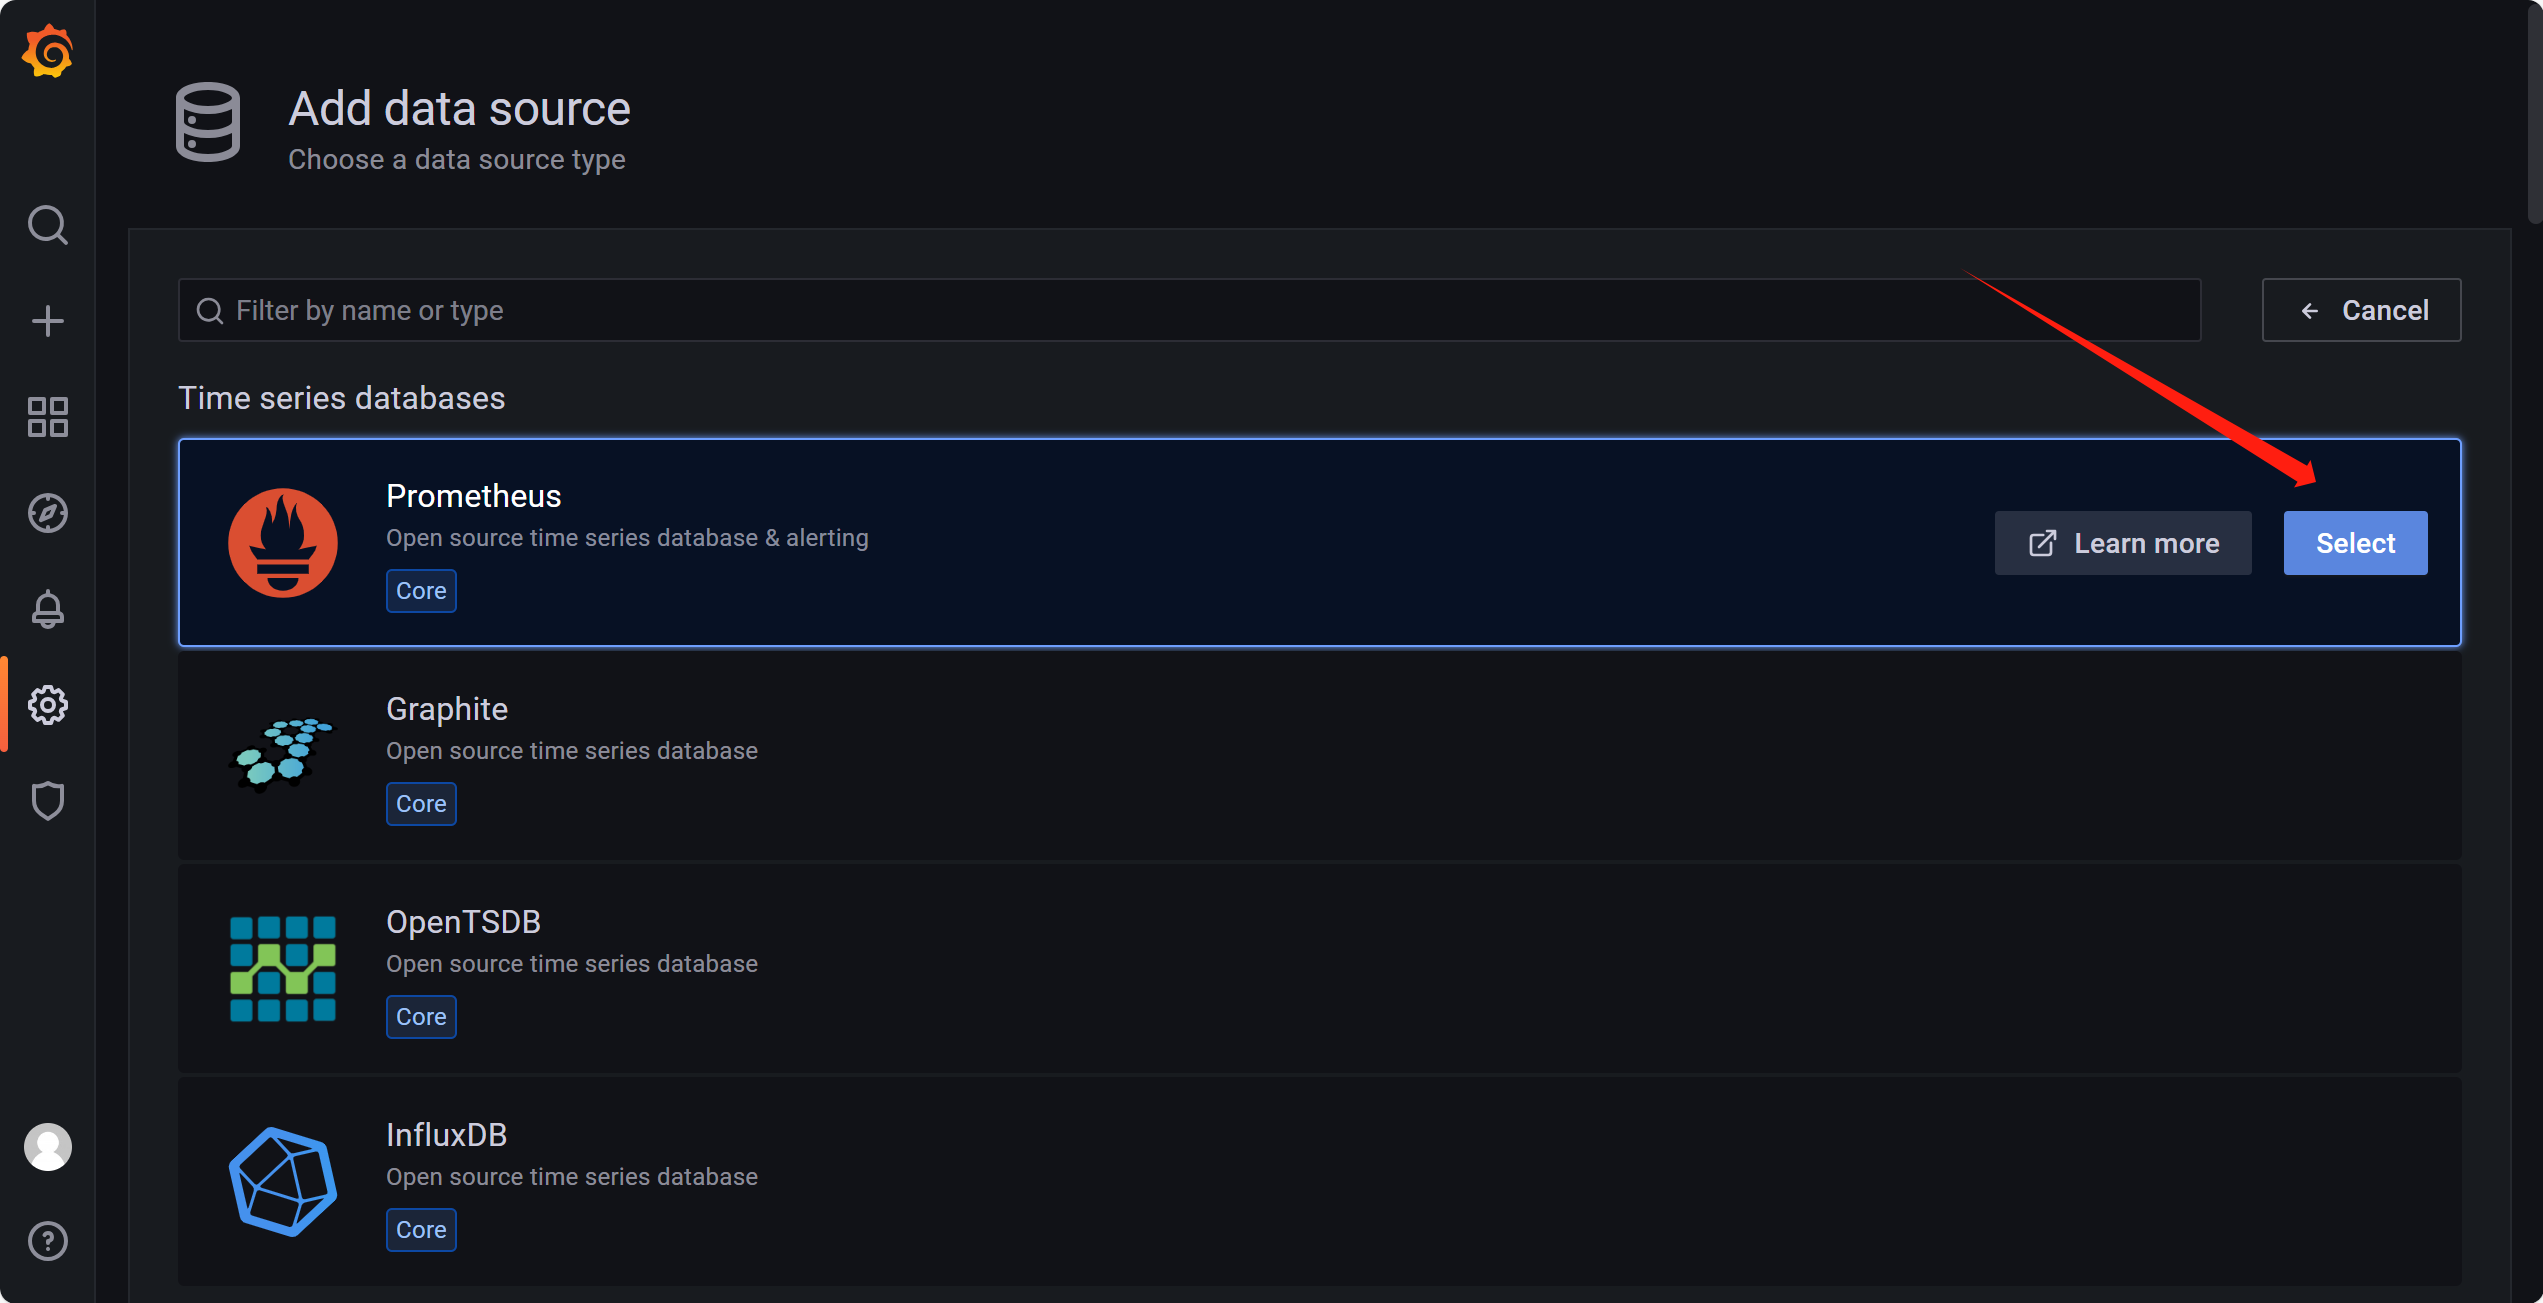 Add data source
Choose a data source type
Filter by name or type
Cancel
Time series databases
Prometheus
Open source time series database & alerting
Core
Learn more
Select
Graphite
Open source time series database
Core
OpenTSDB
Open source time series database
Core
InfluxDB
Open source time series database
Core